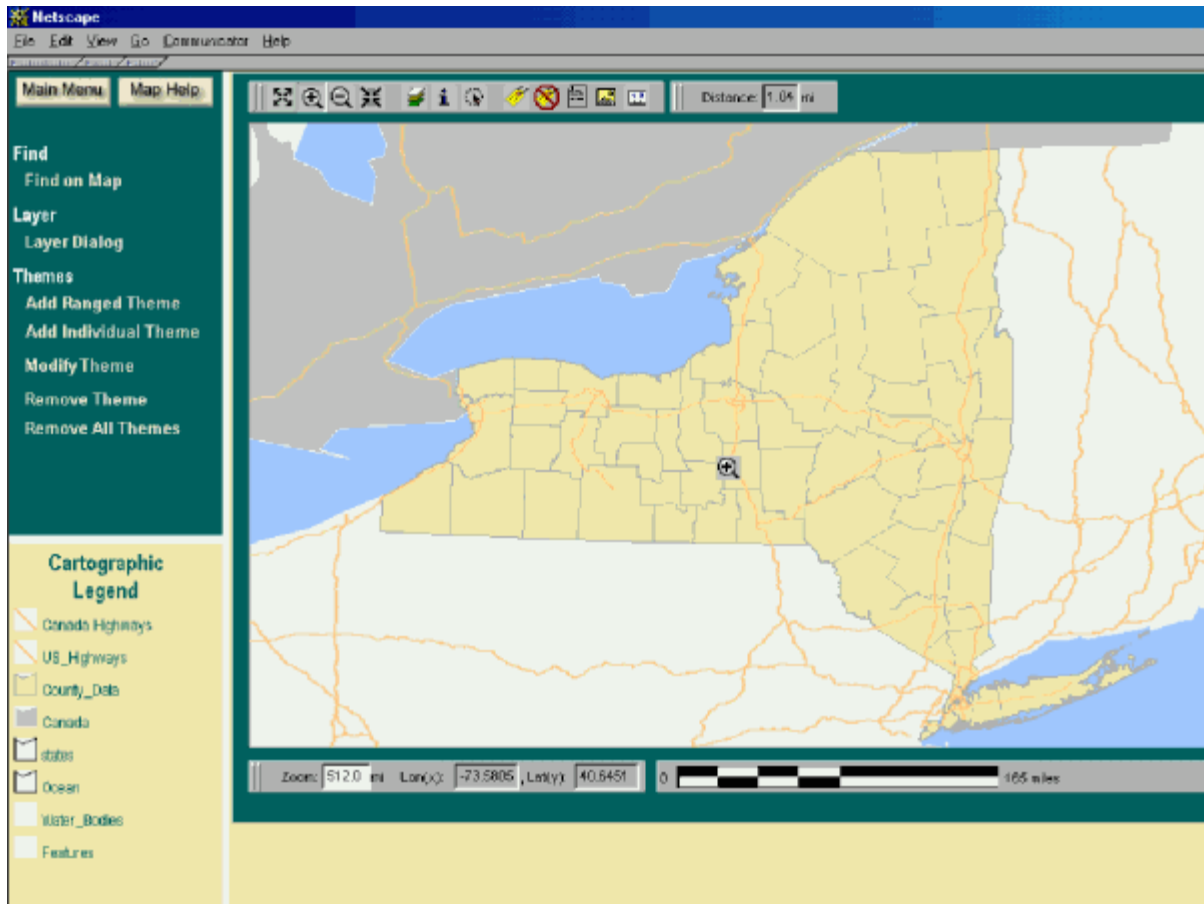 Netscape
File Edit View Go Communicator Help
Main Menu Map Help
Distance: 1.04 mi
Find
Find on Map
Layer
Layer Dialog
Themes
Add Ranged Theme
Add Individual Theme
Modify Theme
Remove Theme
Remove All Themes
Cartographic
Legend
Canada Highways
US_Highways
County_Data
Canada
states
Ocean
Water_Bodies
Features
Zoom: 512.0 mi Lon(x): -73.5805 , Lat(y): 40.6451
0 165 miles